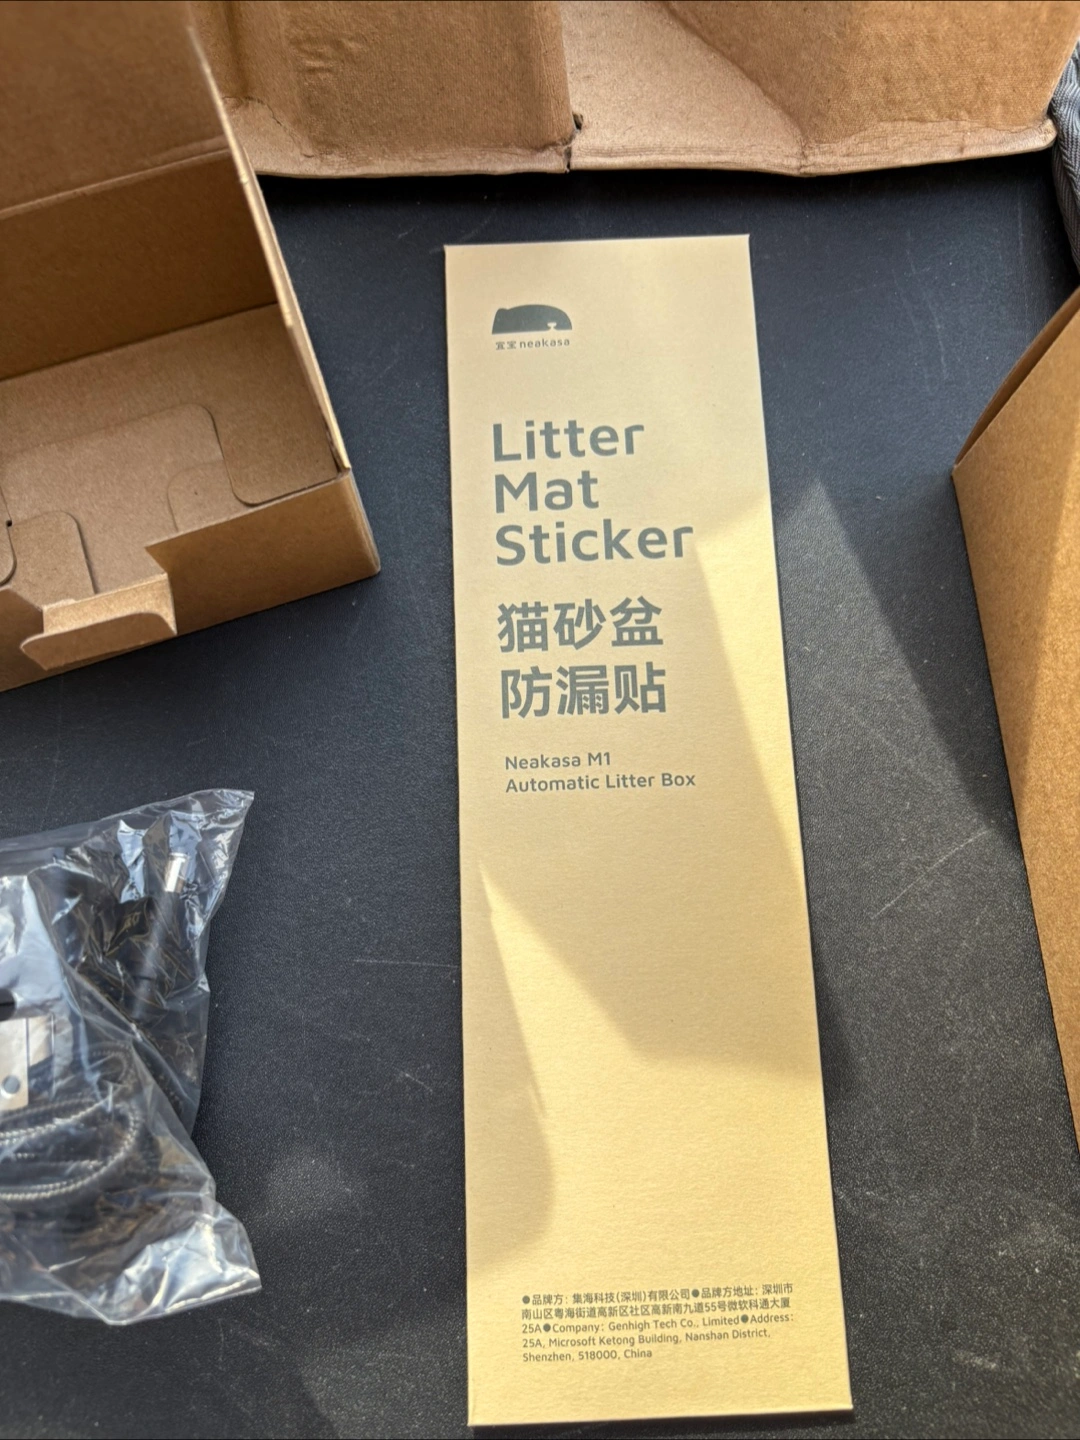 宜宝 neakasa
Litter
Mat
Sticker
猫砂盆
防漏贴
Neakasa M1
Automatic Litter Box
●品牌方: 集海科技(深圳)有限公司●品牌方地址: 深圳市
南山区粤海街道高新区社区高新南九道55号微软科通大厦
25A●Company: Genhigh Tech Co., Limited●Address:
25A, Microsoft Ketong Building, Nanshan District,
Shenzhen, 518000, China